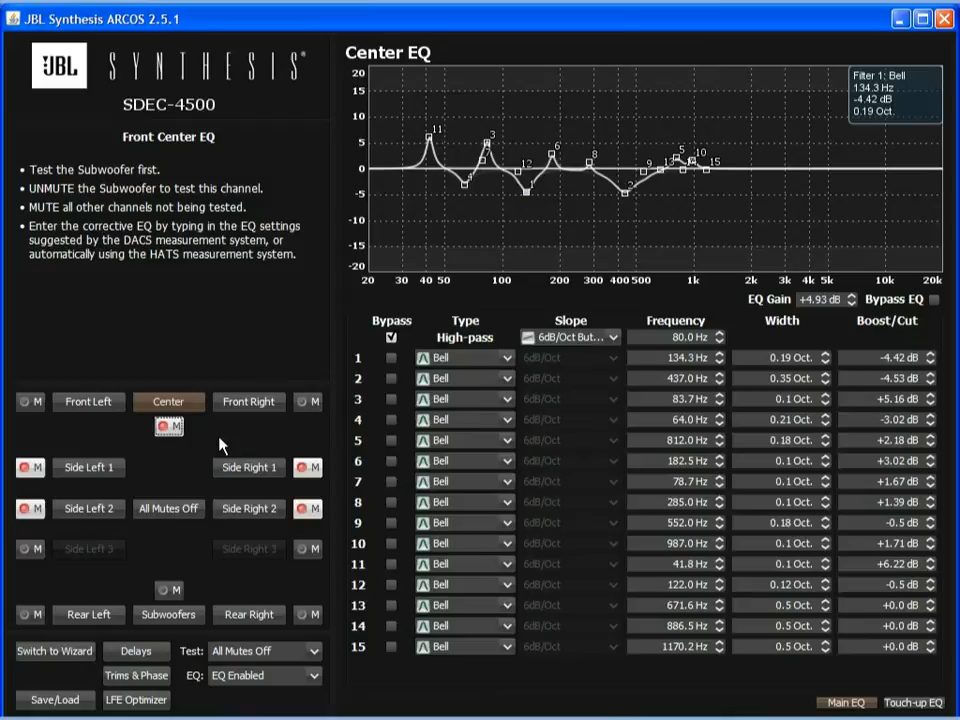 JBL Synthesis ARCOS 2.5.1
JBL SYNTHESIS®
SDEC-4500
Front Center EQ
• Test the Subwoofer first.
• UNMUTE the Subwoofer to test this channel.
• MUTE all other channels not being tested.
• Enter the corrective EQ by typing in the EQ settings
suggested by the DACS measurement system, or
automatically using the HATS measurement system.
M Front Left Center Front Right M
M
M Side Left 1 Side Right 1 M
M Side Left 2 All Mutes Off Side Right 2 M
M Side Left 3 Side Right 3 M
M
M Rear Left Subwoofers Rear Right M
Switch to Wizard Delays Test: All Mutes Off
Trims & Phase EQ: EQ Enabled
Save/Load LFE Optimizer
Center EQ
20
15
10
5
0
-5
-10
-15
-20
20 30 40 50 100 200 300 400 500 1k 2k 3k 4k 5k 10k 20k
11 3 12 6 8 9 13 5 10 15
Filter 1: Bell
134.3 Hz
-4.42 dB
0.19 Oct.
EQ Gain +4.93 dB Bypass EQ
Bypass Type Slope Frequency Width Boost/Cut
High-pass 6dB/Oct But... 80.0 Hz
1 Bell 6dB/Oct 134.3 Hz 0.19 Oct. -4.42 dB
2 Bell 6dB/Oct 437.0 Hz 0.35 Oct. -4.53 dB
3 Bell 6dB/Oct 83.7 Hz 0.1 Oct. +5.16 dB
4 Bell 6dB/Oct 64.0 Hz 0.21 Oct. -3.02 dB
5 Bell 6dB/Oct 812.0 Hz 0.18 Oct. +2.18 dB
6 Bell 6dB/Oct 182.5 Hz 0.1 Oct. +3.02 dB
7 Bell 6dB/Oct 78.7 Hz 0.1 Oct. +1.67 dB
8 Bell 6dB/Oct 285.0 Hz 0.1 Oct. +1.39 dB
9 Bell 6dB/Oct 552.0 Hz 0.18 Oct. -0.5 dB
10 Bell 6dB/Oct 987.0 Hz 0.1 Oct. +1.71 dB
11 Bell 6dB/Oct 41.8 Hz 0.1 Oct. +6.22 dB
12 Bell 6dB/Oct 122.0 Hz 0.12 Oct. -0.5 dB
13 Bell 6dB/Oct 671.6 Hz 0.5 Oct. +0.0 dB
14 Bell 6dB/Oct 886.5 Hz 0.5 Oct. +0.0 dB
15 Bell 6dB/Oct 1170.2 Hz 0.5 Oct. +0.0 dB
Main EQ Touch-up EQ